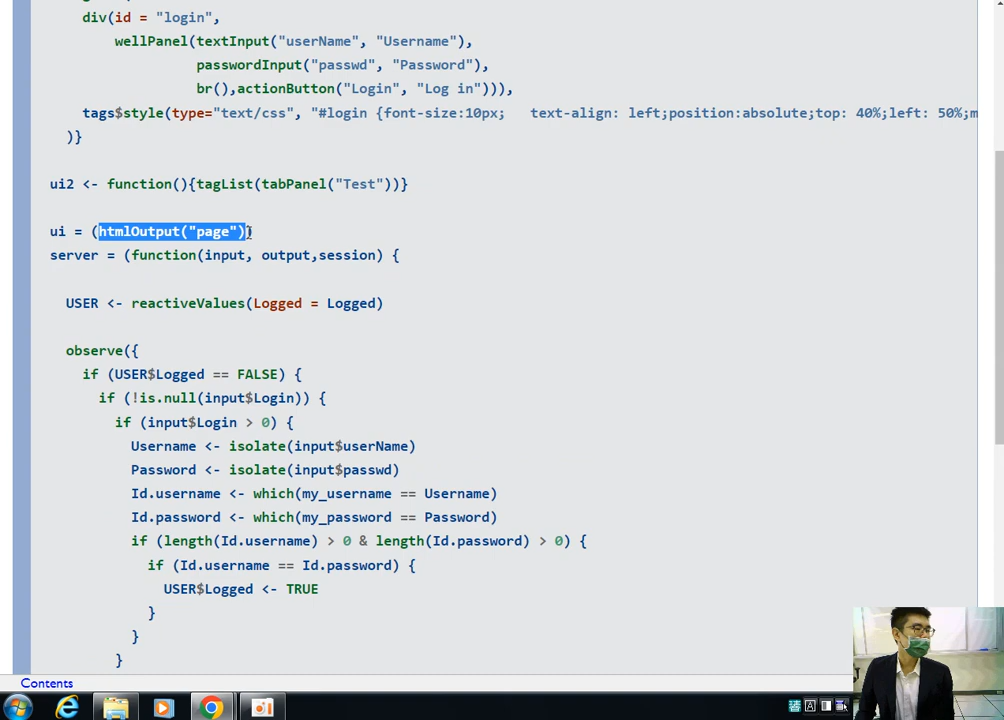 div(id = "login",
wellPanel(textInput("userName", "Username"),
passwordInput("passwd", "Password"),
br(),actionButton("Login", "Log in"))),
tags$style(type="text/css", "#login {font-size:10px;   text-align: left;position:absolute;top: 40%;left: 50%;m
)}
ui2 <- function(){tagList(tabPanel("Test"))}
ui = (htmlOutput("page"))
server = (function(input, output,session) {
USER <- reactiveValues(Logged = Logged)
observe({
if (USER$Logged == FALSE) {
if (!is.null(input$Login)) {
if (input$Login > 0) {
Username <- isolate(input$userName)
Password <- isolate(input$passwd)
Id.username <- which(my_username == Username)
Id.password <- which(my_password == Password)
if (length(Id.username) > 0 & length(Id.password) > 0) {
if (Id.username == Id.password) {
USER$Logged <- TRUE
}
}
}
Contents